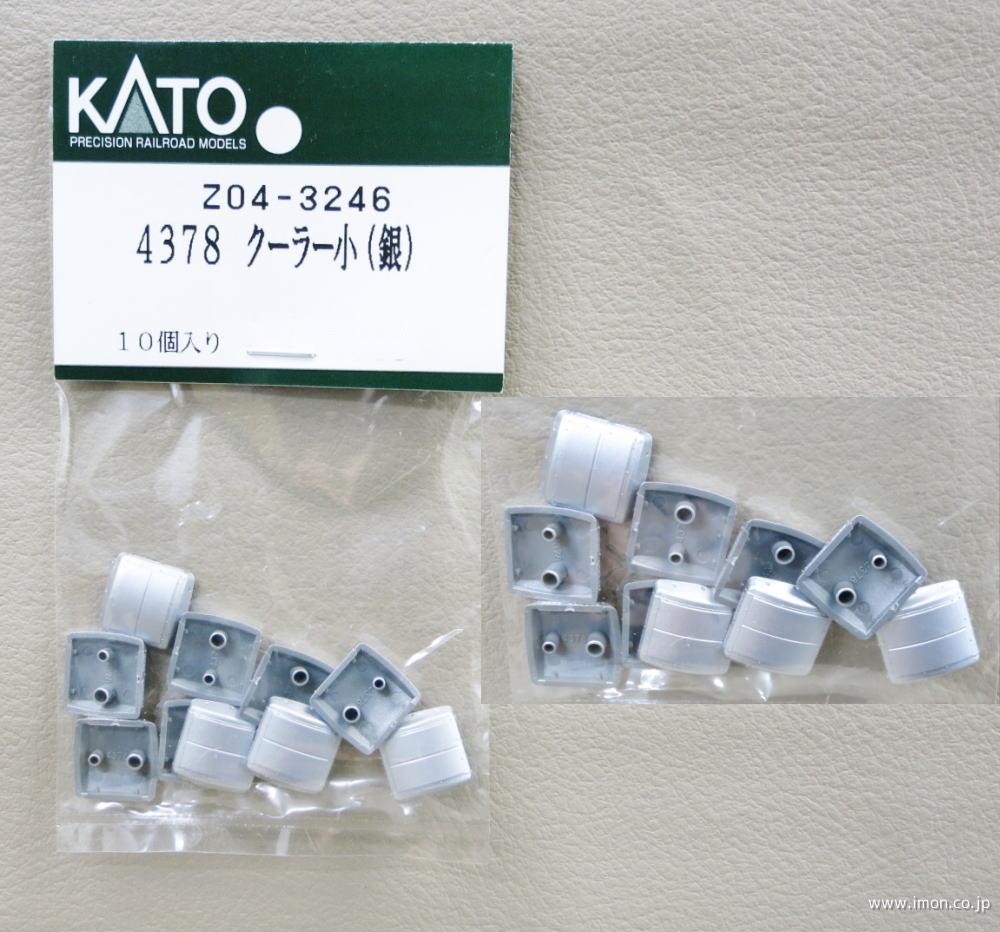 KATO
PRECISION RAILROAD MODELS
Z04-3246
4378 クーラー小(銀)
10個入り
www.imon.co.jp